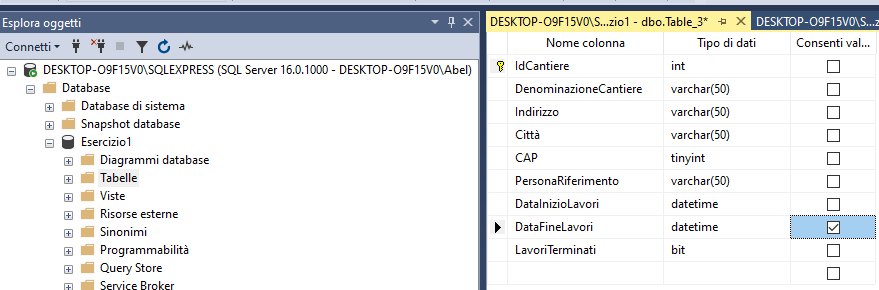 Esplora oggetti
Connetti
DESKTOP-O9F15V0\SQLEXPRESS (SQL Server 16.0.1000 - DESKTOP-O9F15V0\Abel)
Database
Database di sistema
Snapshot database
Esercizio1
Diagrammi database
Tabelle
Viste
Risorse esterne
Sinonimi
Programmabilità
Query Store
Service Broker
DESKTOP-O9F15V0\S...zio1 - dbo.Table_3*
DESKTOP-O9F15V0\S...z
Nome colonna Tipo di dati Consenti val...
IdCantiere int
DenominazioneCantiere varchar(50)
Indirizzo varchar(50)
Città varchar(50)
CAP tinyint
PersonaRiferimento varchar(50)
DataInizioLavori datetime
DataFineLavori datetime
LavoriTerminati bit